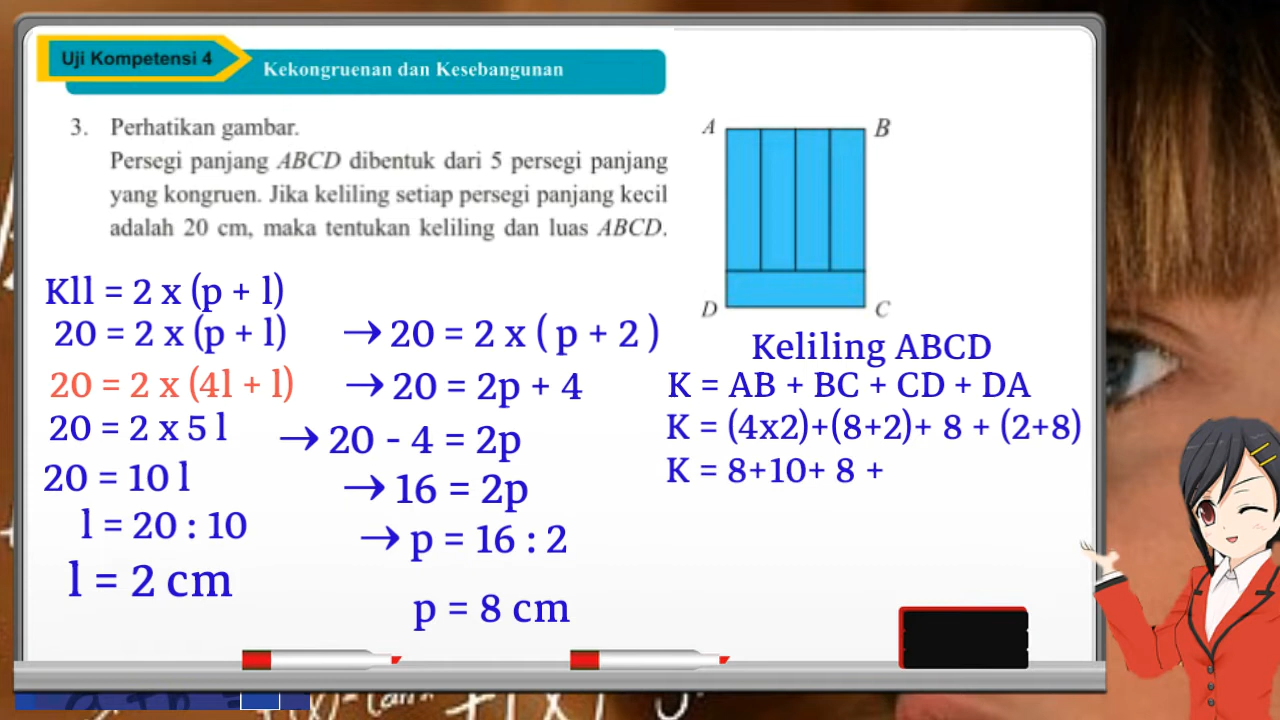 Uji Kompetensi 4
Kekongruenan dan Kesebangunan
3. Perhatikan gambar.
Persegi panjang ABCD dibentuk dari 5 persegi panjang
yang kongruen. Jika keliling setiap persegi panjang kecil
adalah 20 cm, maka tentukan keliling dan luas ABCD.
A
B
D
C
Kll = 2 x (p + l)
20 = 2 x (p + l)
20 = 2 x (4l + l)
20 = 2 x 5 l
20 = 10 l
l = 20 : 10
l = 2 cm
→ 20 = 2 x ( p + 2 )
→ 20 = 2p + 4
→ 20 - 4 = 2p
→ 16 = 2p
→ p = 16 : 2
p = 8 cm
Keliling ABCD
K = AB + BC + CD + DA
K = (4x2)+(8+2)+ 8 + (2+8)
K = 8+10+ 8 +